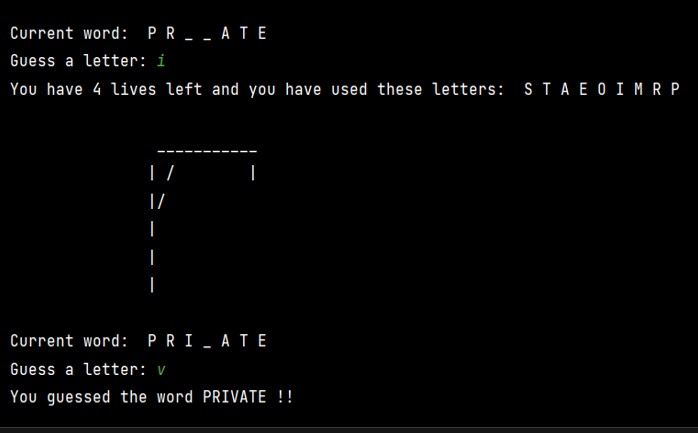 Current word:  P R _ _ A T E
Guess a letter: i
You have 4 lives left and you have used these letters:  S T A E O I M R P
Current word:  P R I _ A T E
Guess a letter: v
You guessed the word PRIVATE !!